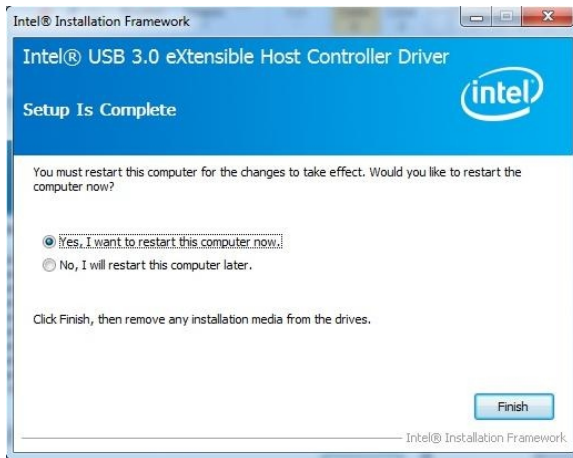 Intel® Installation Framework
Intel® USB 3.0 eXtensible Host Controller Driver
intel
Setup Is Complete
You must restart this computer for the changes to take effect. Would you like to restart the
computer now?
Yes, I want to restart this computer now.
No, I will restart this computer later.
Click Finish, then remove any installation media from the drives.
Finish
Intel® Installation Framework